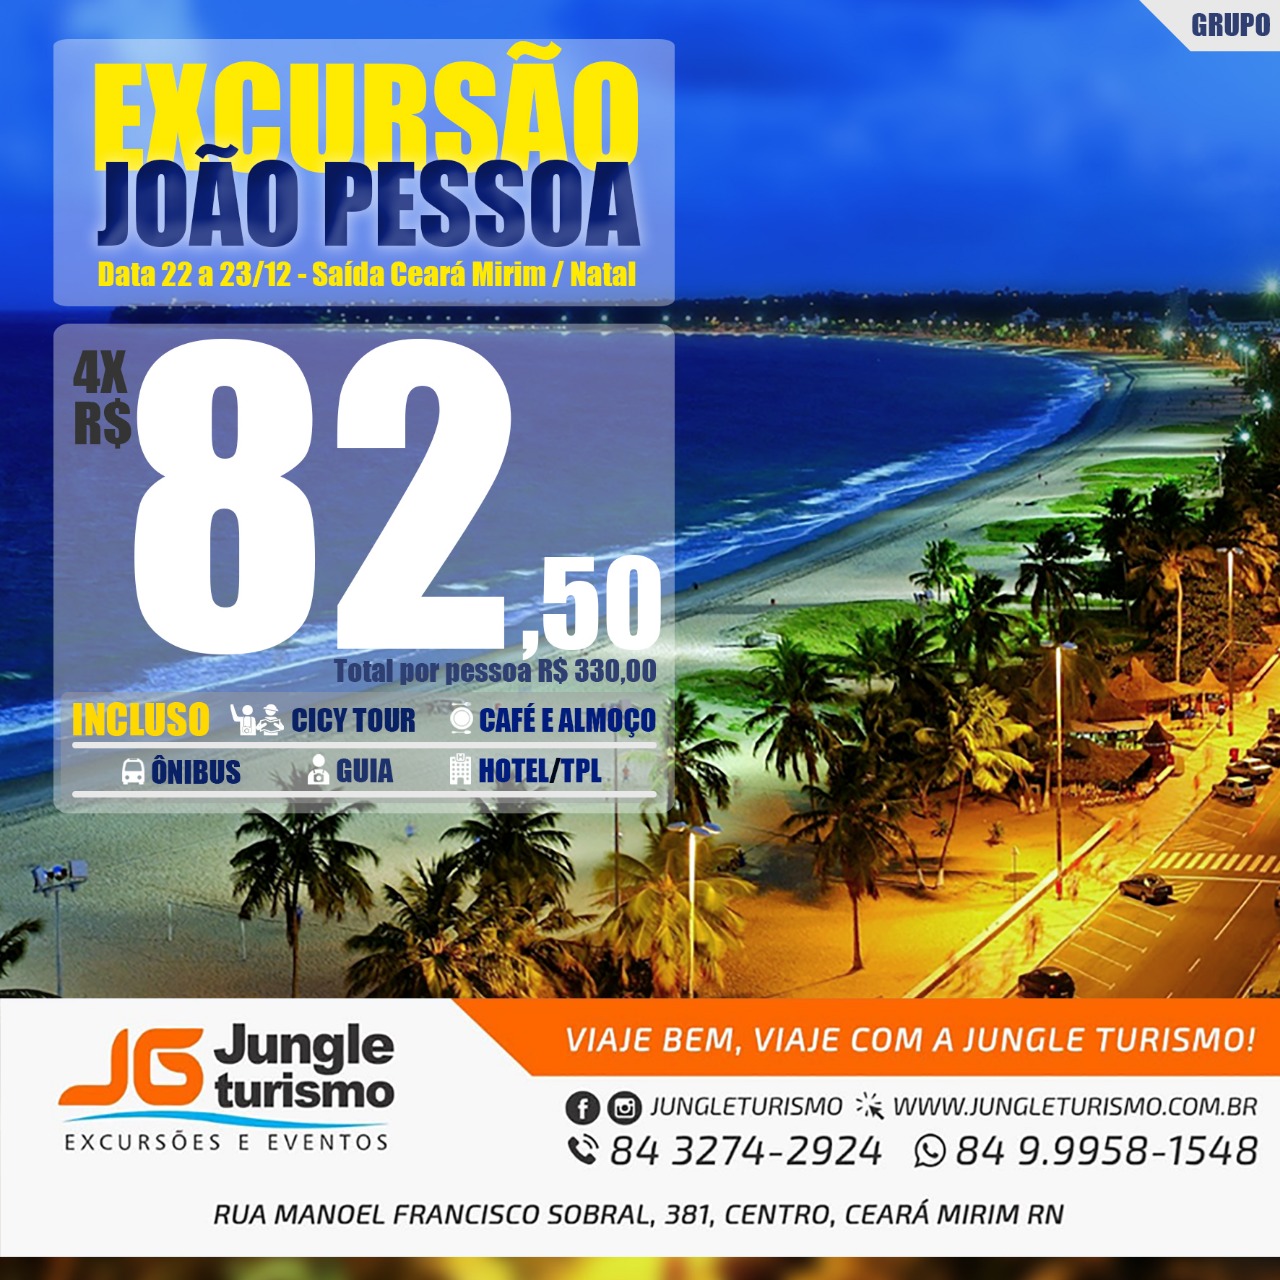 GRUPO
EXCURSÃO
JOÃO PESSOA
Data 22 a 23/12 - Saída Ceará Mirim / Natal
4X
R$
82,50
Total por pessoa R$ 330,00
INCLUSO CICY TOUR CAFÉ E ALMOÇO
ÔNIBUS GUIA HOTEL/TPL
JG Jungle
turismo
EXCURSÕES E EVENTOS
VIAJE BEM, VIAJE COM A JUNGLE TURISMO!
JUNGLETURISMO WWW.JUNGLETURISMO.COM.BR
84 3274-2924 84 9.9958-1548
RUA MANOEL FRANCISCO SOBRAL, 381, CENTRO, CEARÁ MIRIM RN